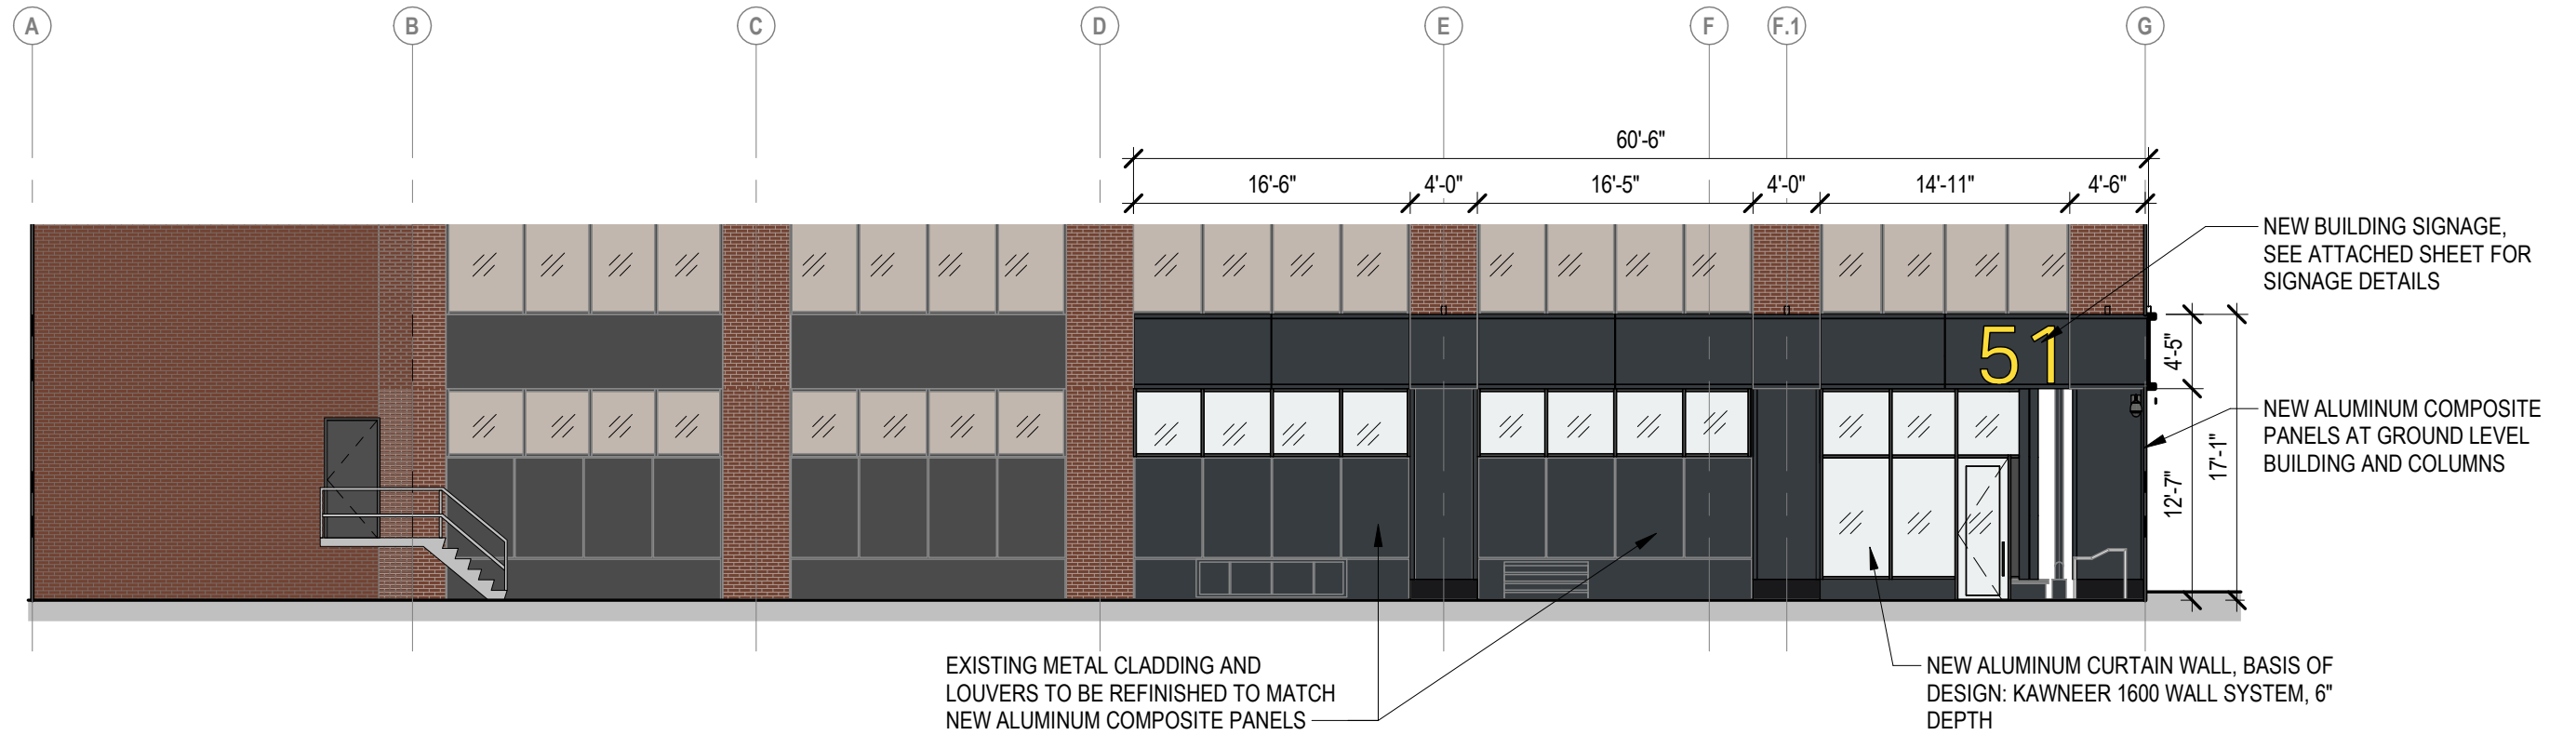 A
B
C
D
E
F
F.1
G
60'-6"
16'-6"
4'-0"
16'-5"
4'-0"
14'-11"
4'-6"
NEW BUILDING SIGNAGE,
SEE ATTACHED SHEET FOR
SIGNAGE DETAILS
51
4'-5"
NEW ALUMINUM COMPOSITE
PANELS AT GROUND LEVEL
BUILDING AND COLUMNS
12'-7"
17'-1"
EXISTING METAL CLADDING AND
LOUVERS TO BE REFINISHED TO MATCH
NEW ALUMINUM COMPOSITE PANELS
NEW ALUMINUM CURTAIN WALL, BASIS OF
DESIGN: KAWNEER 1600 WALL SYSTEM, 6"
DEPTH